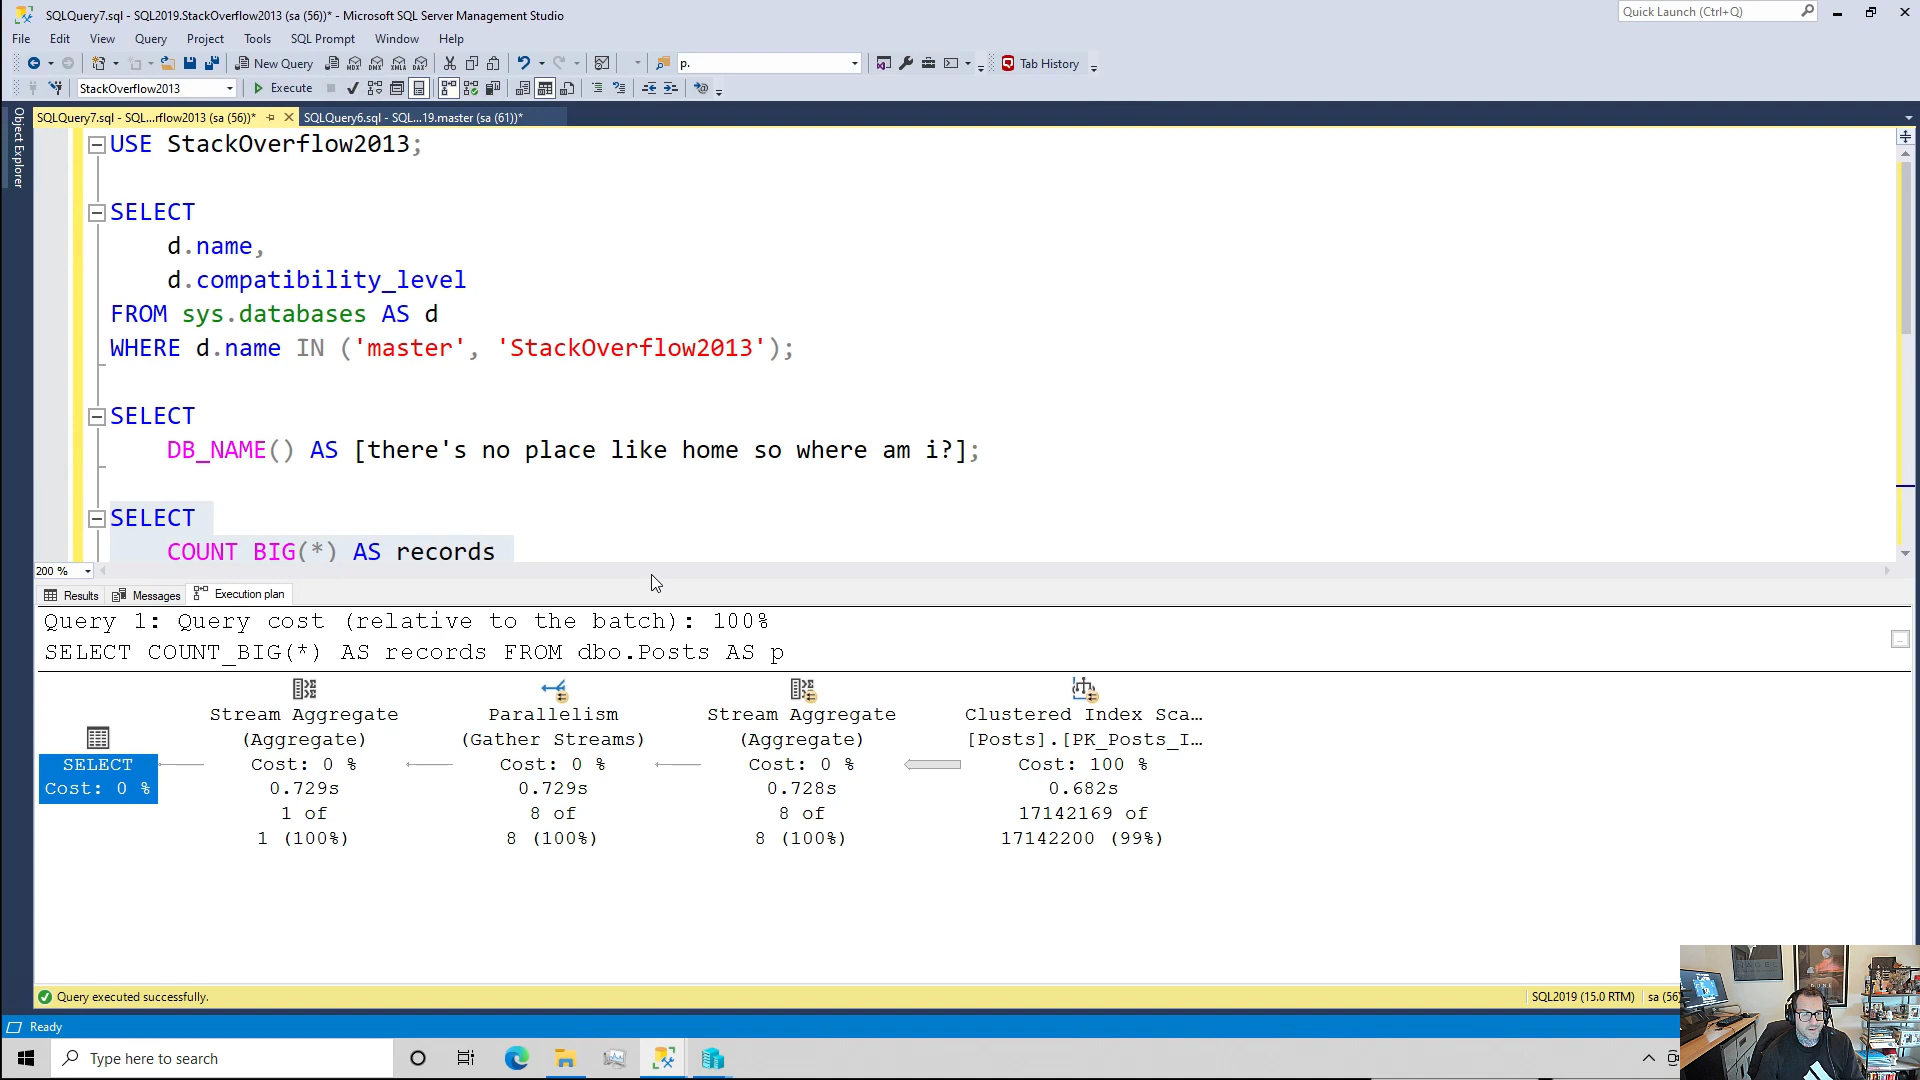 SQLQuery7.sql - SQL2019.StackOverflow2013 (sa (56))* - Microsoft SQL Server Management Studio
Quick Launch (Ctrl+Q)
File Edit View Query Project Tools SQL Prompt Window Help
New Query
MDX DMX XMLA DAX
p.
Tab History
StackOverflow2013
Execute
Object Explorer
SQLQuery7.sql - SQL...rflow2013 (sa (56))*
SQLQuery6.sql - SQL...19.master (sa (61))*
USE StackOverflow2013;
SELECT
d.name,
d.compatibility_level
FROM sys.databases AS d
WHERE d.name IN ('master', 'StackOverflow2013');
SELECT
DB_NAME() AS [there's no place like home so where am i?];
SELECT
COUNT_BIG(*) AS records
200 %
Results Messages Execution plan
Query 1: Query cost (relative to the batch): 100%
SELECT COUNT_BIG(*) AS records FROM dbo.Posts AS p
SELECT
Cost: 0 %
Stream Aggregate
(Aggregate)
Cost: 0 %
0.729s
1 of
1 (100%)
Parallelism
(Gather Streams)
Cost: 0 %
0.729s
8 of
8 (100%)
Stream Aggregate
(Aggregate)
Cost: 0 %
0.728s
8 of
8 (100%)
Clustered Index Sca...
[Posts].[PK_Posts_I...
Cost: 100 %
0.682s
17142169 of
17142200 (99%)
Query executed successfully.
SQL2019 (15.0 RTM)
sa (56
Ready
Type here to search